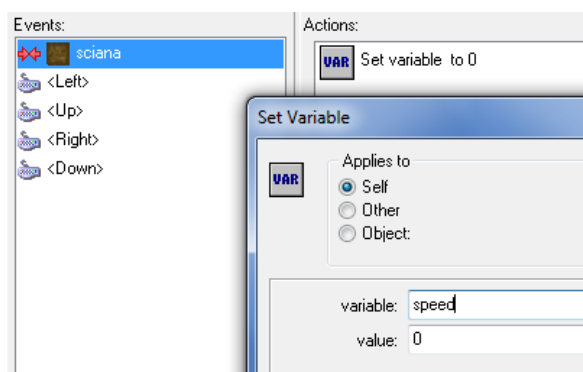 Events:
Actions:
sciana
VAR Set variable to 0
<Left>
<Up>
<Right>
<Down>
Set Variable
VAR
Applies to
Self
Other
Object:
variable: speed
value: 0